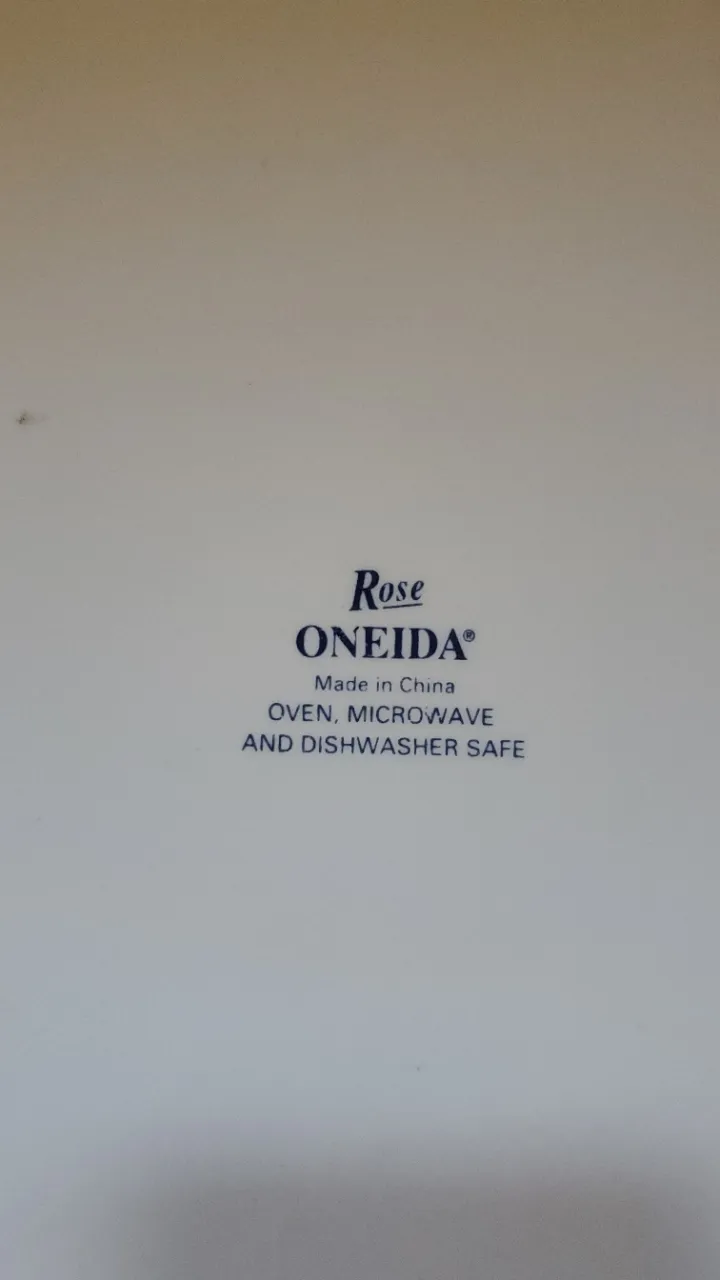 Rose
ONEIDA®
Made in China
OVEN, MICROWAVE
AND DISHWASHER SAFE